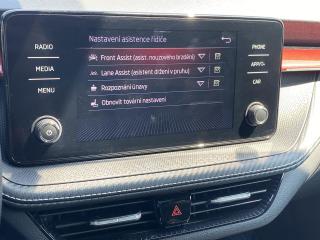 Nastavení asistence řidiče
RADIO
PHONE
Front Assist (asist. nouzového brzdění)
MEDIA
Lane Assist (asistent držení v pruhu)
APP/
MENU
CAR
Rozpoznání únavy
Obnovit tovární nastavení